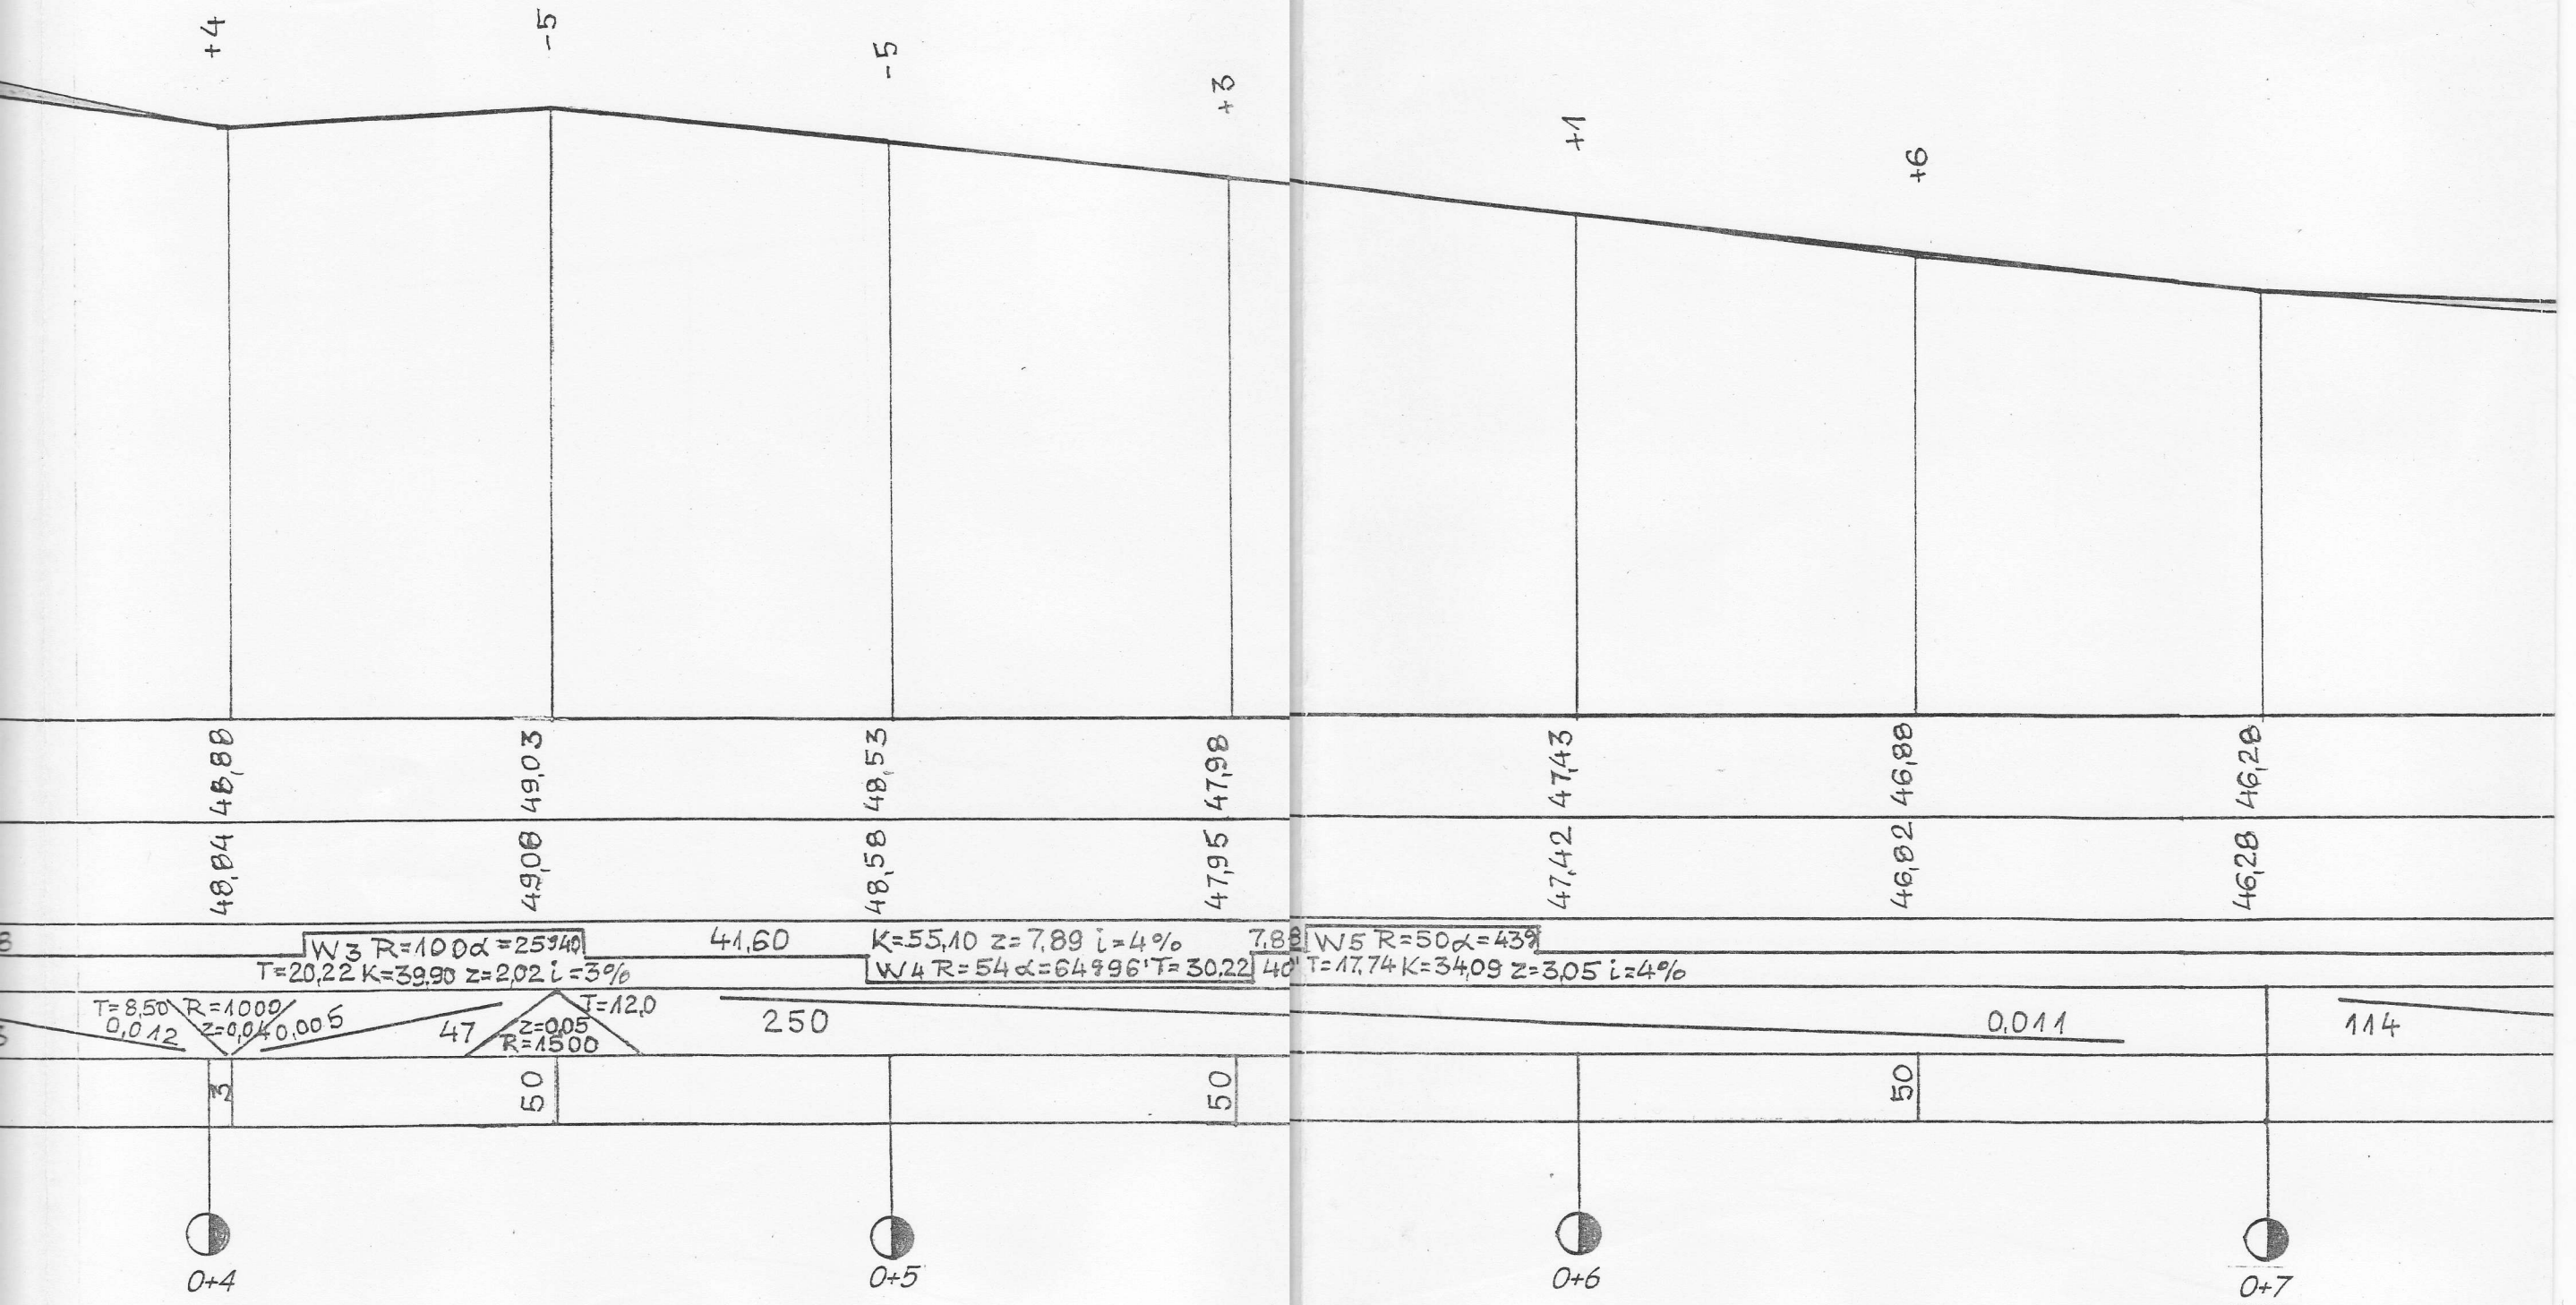 +4 -5 -5 +3 +1 +6
48,88 49,03 48,53 47,98 47,43 46,88 46,28
48,84 49,08 48,58 47,95 47,42 46,82 46,28
W3 R=100 α=25g40 41,60 K=55,10 z=7,89 i=4% 7,88 W5 R=50 α=43g
T=20,22 K=39,90 z=2,02 i=3% W4 R=54 α=64g96' T=30,22 40' T=17,74 K=34,09 z=3,05 i=4%
T=8,50 R=1000 T=12,0
0,012 z=0,04 0,005 47 z=0,05 250 0,011 114
R=1500
3 50 50 50
0+4 0+5 0+6 0+7